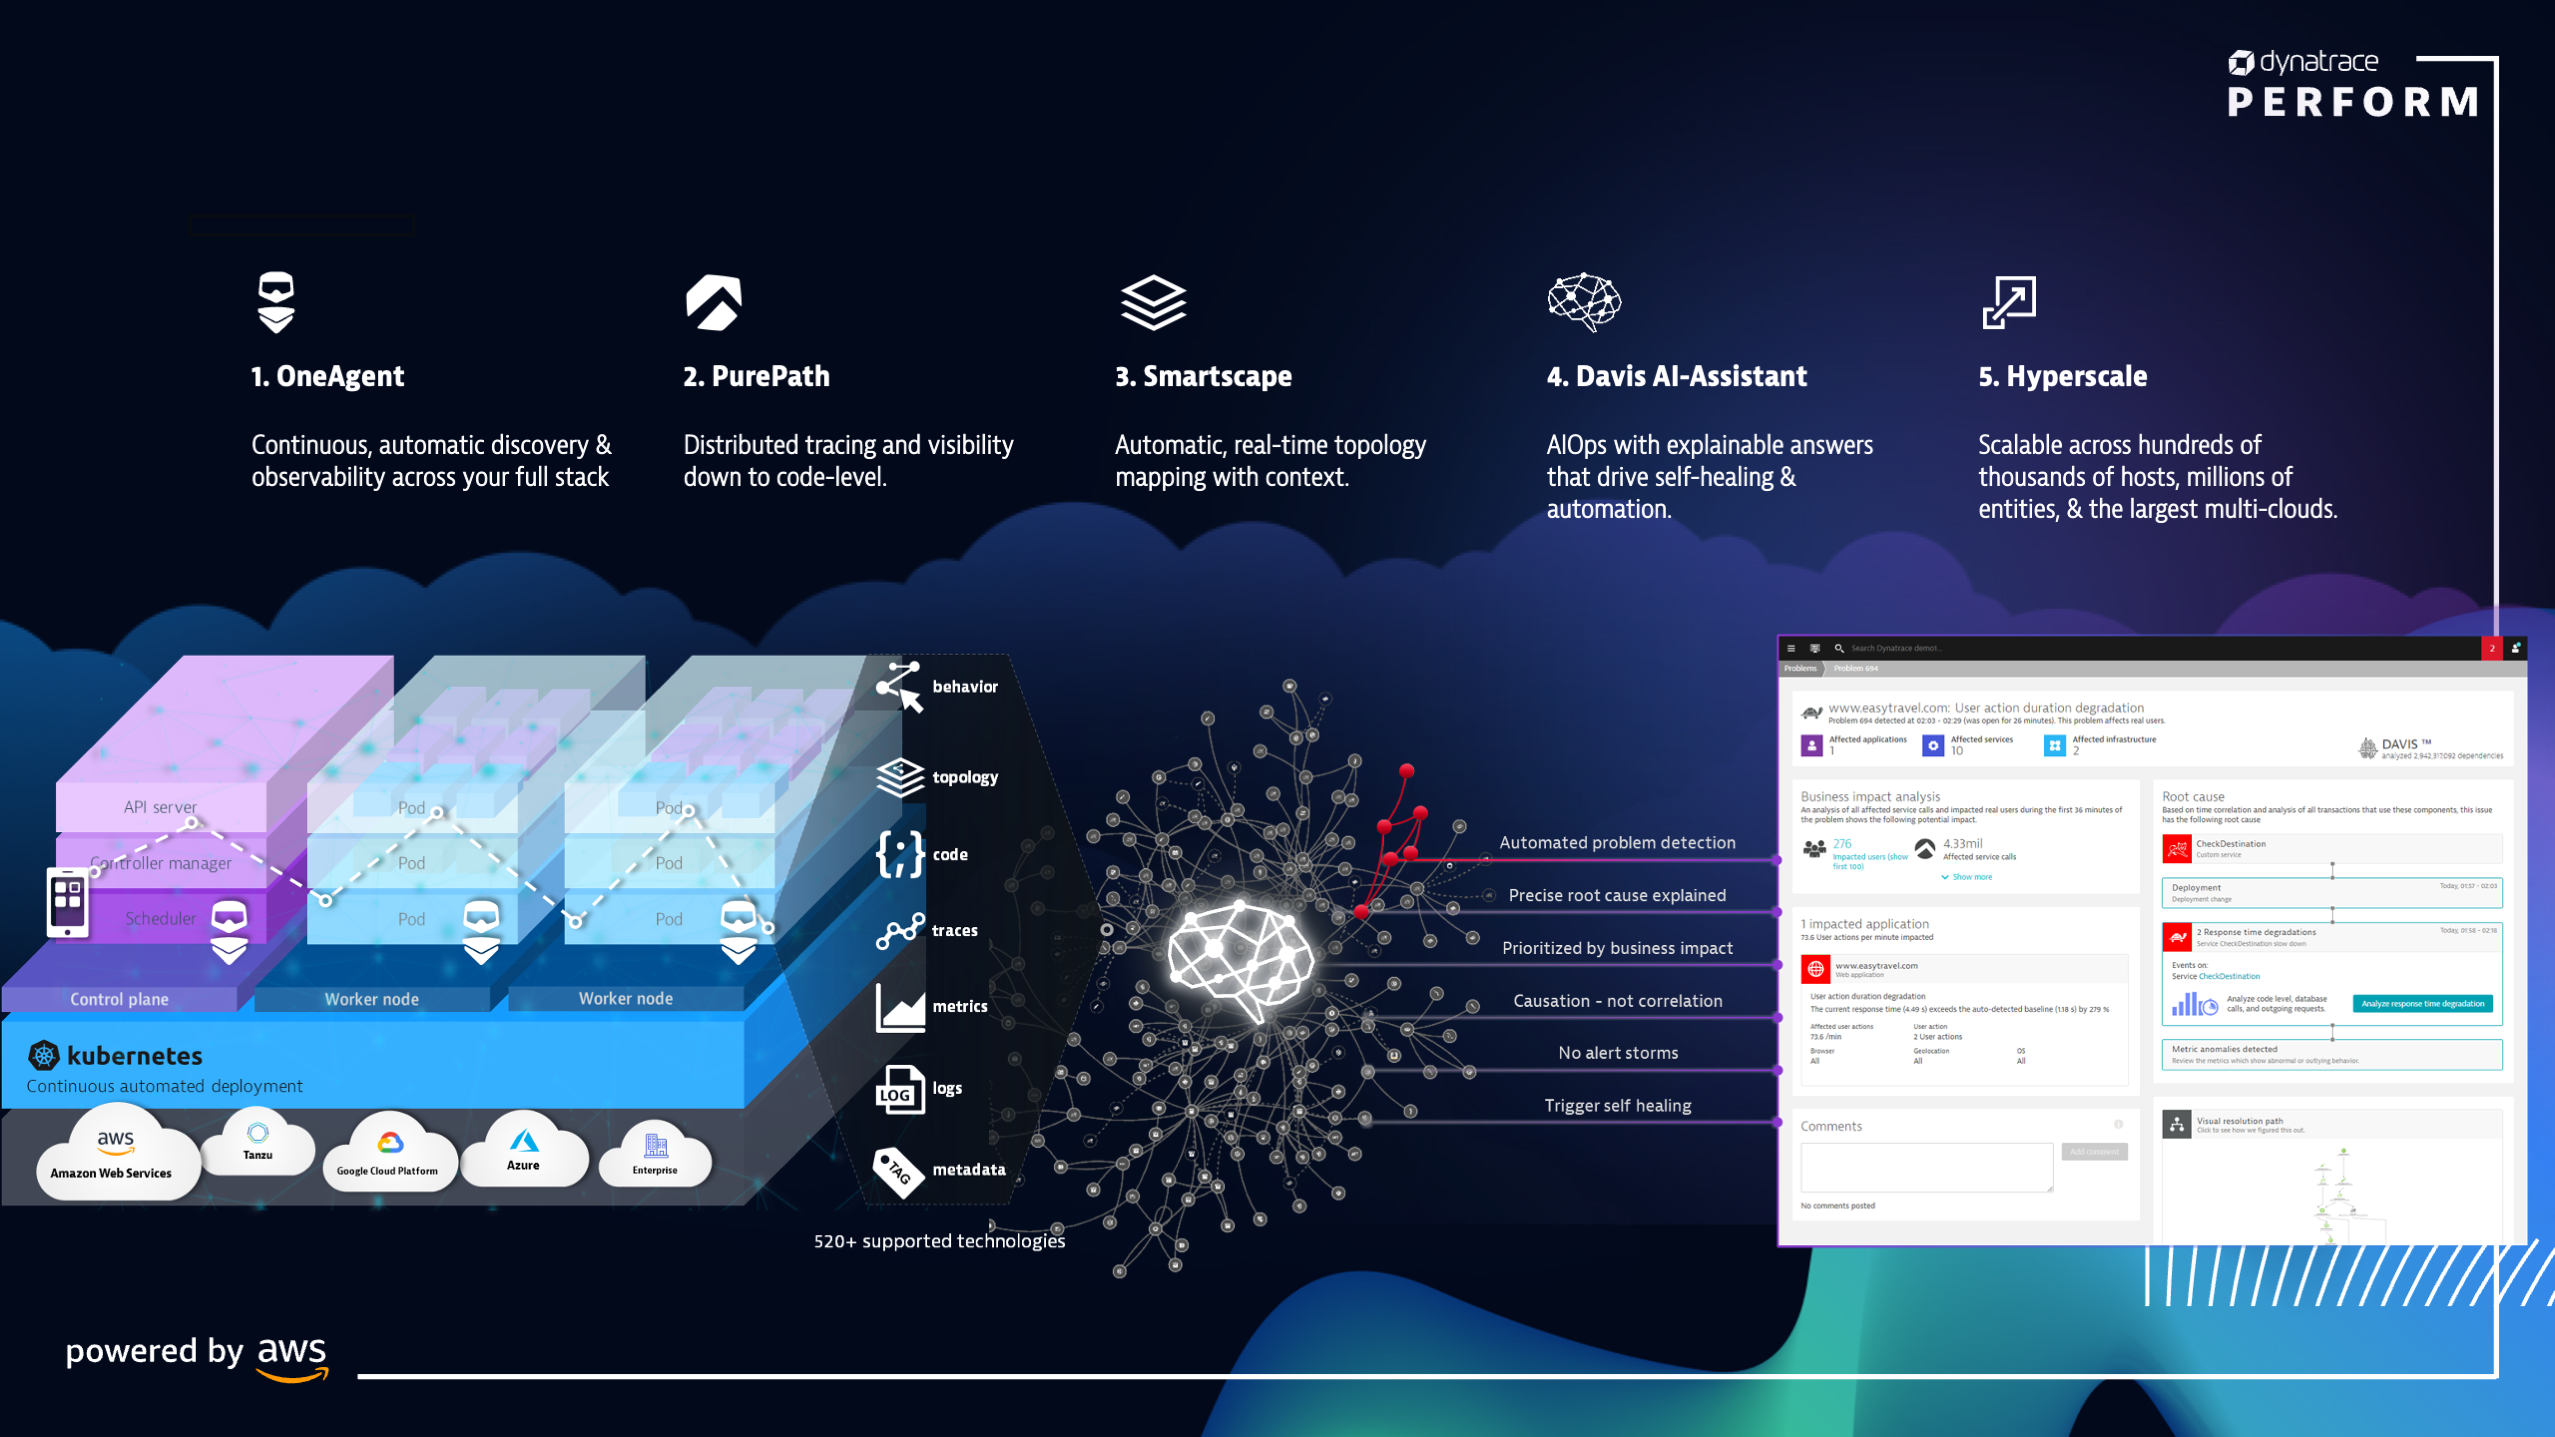 dynatrace
PERFORM
1. OneAgent
Continuous, automatic discovery &
observability across your full stack
2. PurePath
Distributed tracing and visibility
down to code-level.
3. Smartscape
Automatic, real-time topology
mapping with context.
4. Davis AI-Assistant
AIOps with explainable answers
that drive self-healing &
automation.
5. Hyperscale
Scalable across hundreds of
thousands of hosts, millions of
entities, & the largest multi-clouds.
API server
Controller manager
Scheduler
Control plane
Pod
Pod
Pod
Worker node
Pod
Pod
Pod
Worker node
kubernetes
Continuous automated deployment
aws
Amazon Web Services
Tanzu
Google Cloud Platform
Azure
Enterprise
behavior
topology
code
traces
metrics
LOG
logs
TAG
metadata
520+ supported technologies
Automated problem detection
Precise root cause explained
Prioritized by business impact
Causation - not correlation
No alert storms
Trigger self healing
Search Dynatrace demo1...
2
Problems
Problem 694
www.easytravel.com: User action duration degradation
Problem 694 detected at 02:03 - 02:29 (was open for 26 minutes). This problem affects real users.
Affected applications
1
Affected services
10
Affected infrastructure
2
DAVIS ™
analyzed 2,942,317,092 dependencies
Business impact analysis
An analysis of all affected service calls and impacted real users during the first 36 minutes of
the problem shows the following potential impact.
276
Impacted users (show
first 100)
4.33mil
Affected service calls
Show more
1 impacted application
73.6 User actions per minute impacted
www.easytravel.com
Web application
User action duration degradation
The current response time (4.49 s) exceeds the auto-detected baseline (1.18 s) by 279 %
Affected user actions
73.6 /min
User action
2 User actions
Browser
All
Geolocation
All
OS
All
Comments
Add comment
No comments posted
Root cause
Based on time correlation and analysis of all transactions that use these components, this issue
has the following root cause
CheckDestination
Custom service
Deployment
Today, 01:57 - 02:03
Deployment change
2 Response time degradations
Today, 01:58 - 02:18
Service CheckDestination slow down
Events on:
Service CheckDestination
Analyze code level, database
calls, and outgoing requests.
Analyze response time degradation
Metric anomalies detected
Review the metrics which show abnormal or outlying behavior.
Visual resolution path
Click to see how we figured this out.
powered by aws